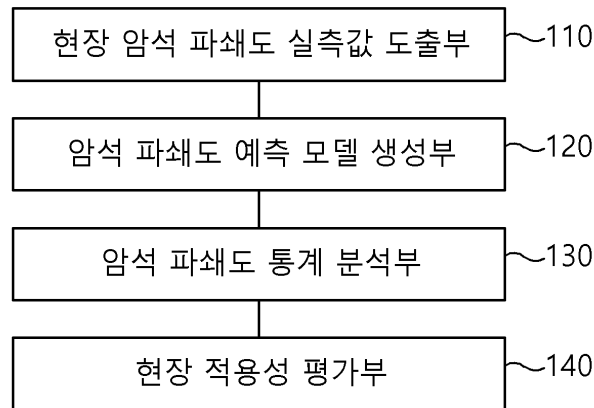 현장 암석 파쇄도 실측값 도출부 110
암석 파쇄도 예측 모델 생성부 120
암석 파쇄도 통계 분석부 130
현장 적용성 평가부 140